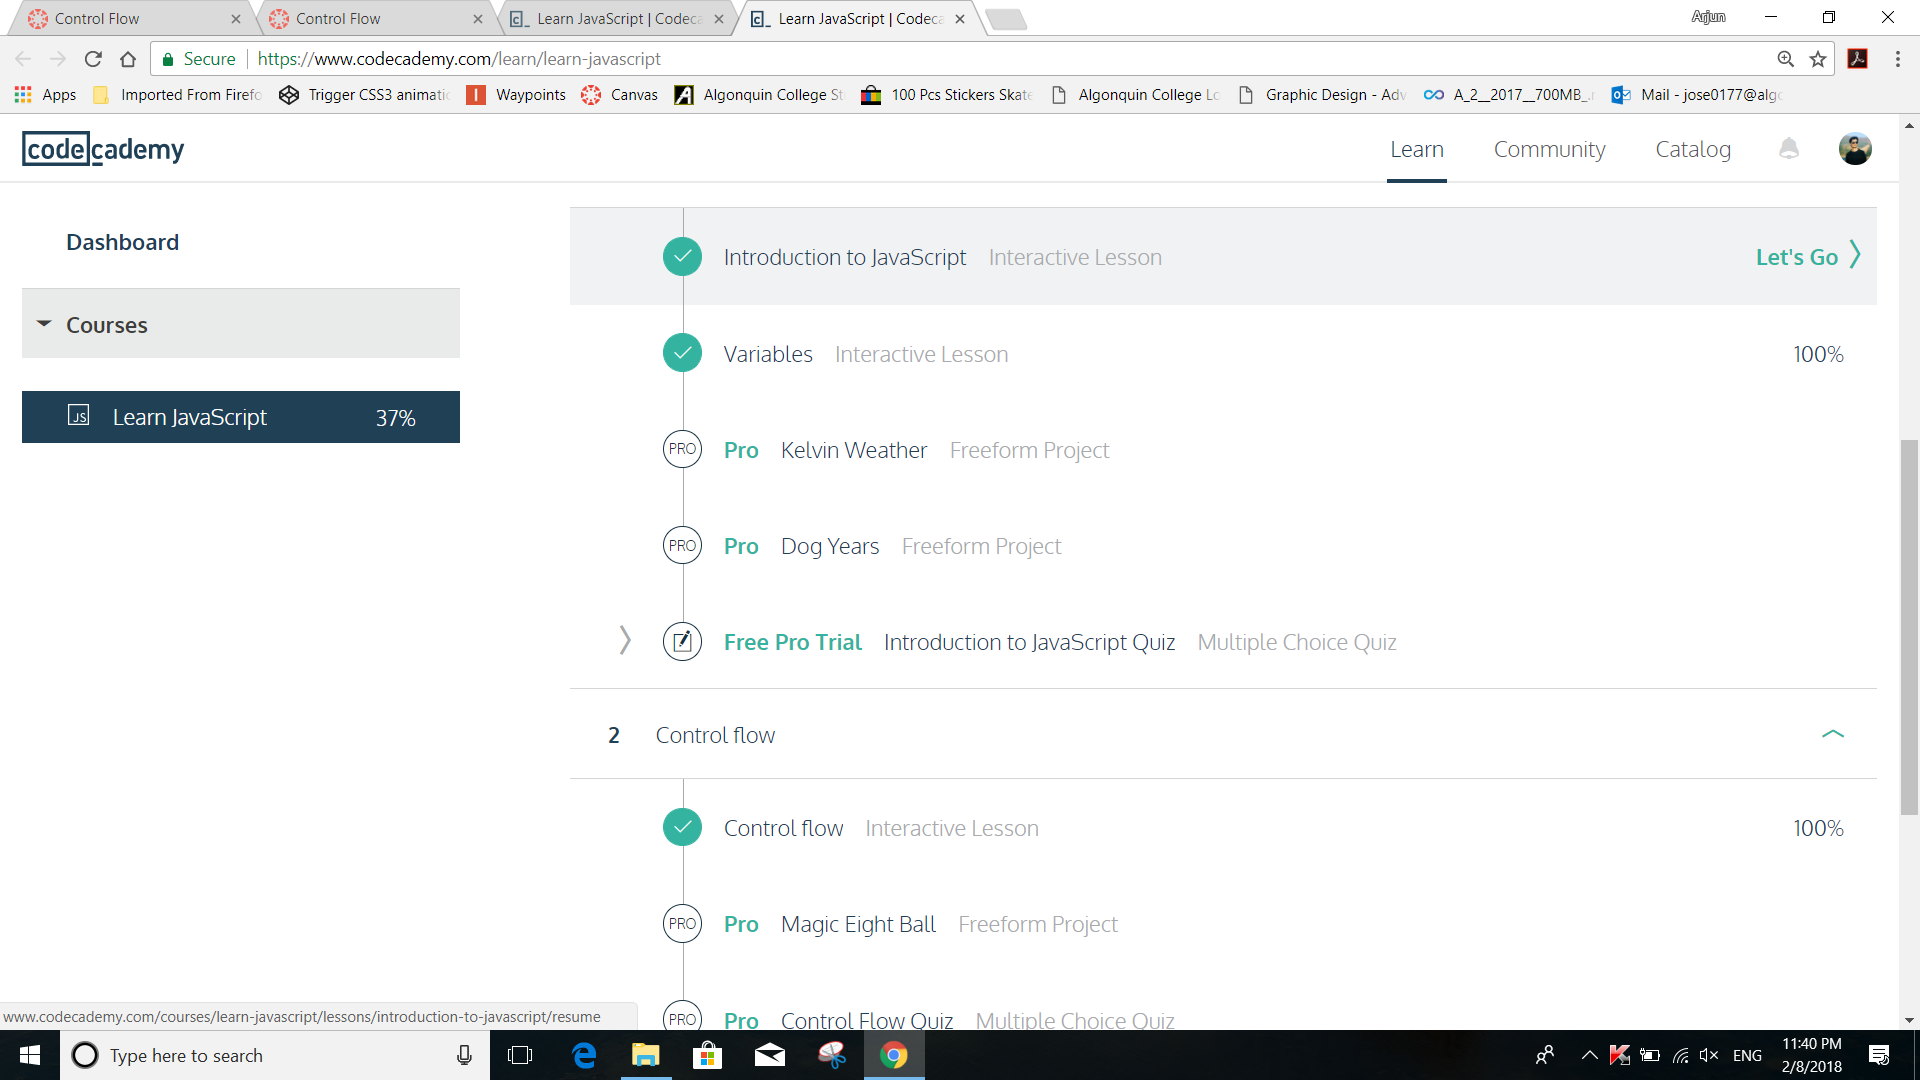 Control Flow
Control Flow
Learn JavaScript | Codeca
Learn JavaScript | Codeca
Arjun
Secure
https://www.codecademy.com/learn/learn-javascript
Apps
Imported From Firefo
Trigger CSS3 animatic
Waypoints
Canvas
Algonquin College St
100 Pcs Stickers Skate
Algonquin College Lo
Graphic Design - Adv
A_2__2017__700MB_.
Mail - jose0177@algo
codecademy
Learn
Community
Catalog
Dashboard
Courses
JS Learn JavaScript 37%
Introduction to JavaScript Interactive Lesson Let's Go
Variables Interactive Lesson 100%
PRO Pro Kelvin Weather Freeform Project
PRO Pro Dog Years Freeform Project
Free Pro Trial Introduction to JavaScript Quiz Multiple Choice Quiz
2 Control flow
Control flow Interactive Lesson 100%
PRO Pro Magic Eight Ball Freeform Project
PRO Pro Control Flow Quiz Multiple Choice Quiz
www.codecademy.com/courses/learn-javascript/lessons/introduction-to-javascript/resume
Type here to search
ENG
11:40 PM
2/8/2018